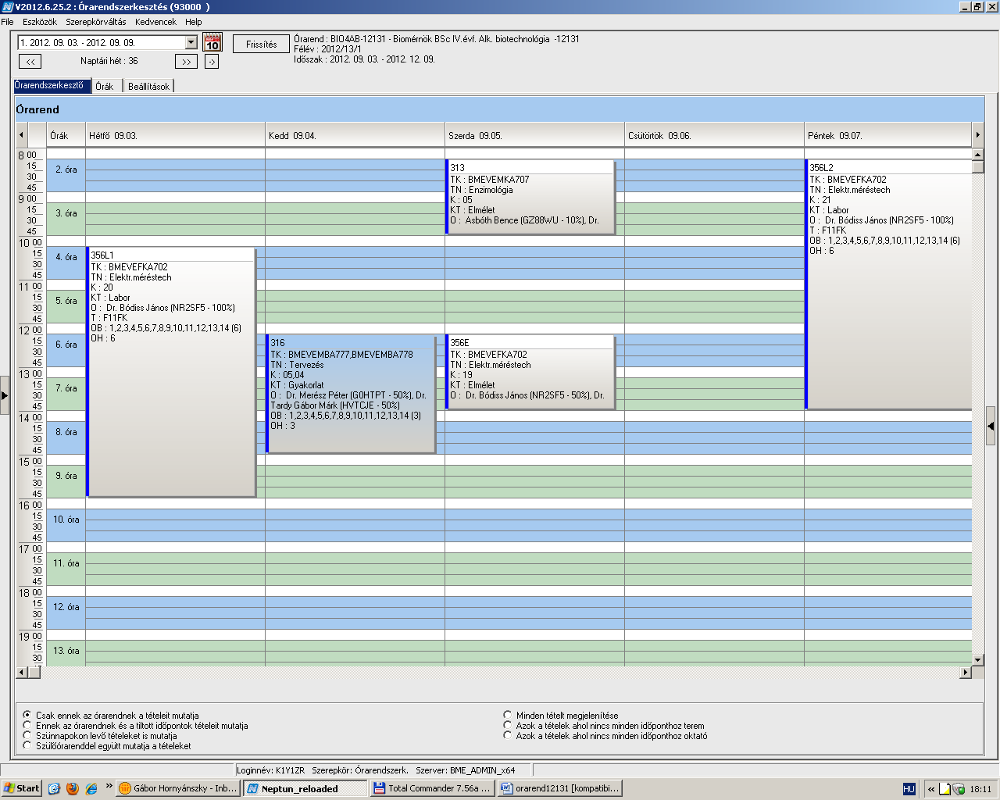 V2012.6.25.2 : Órarendszerkesztés (93000 )
File Eszközök Szerepkörváltás Kedvencek Help
1. 2012. 09. 03. - 2012. 09. 09.
10
Frissítés
Órarend : BIO4AB-12131 - Biomérnök BSc IV.évf. Alk. biotechnológia -12131
Félév : 2012/13/1
Időszak : 2012. 09. 03. - 2012. 12. 09.
<< Naptári hét : 36 >> ->
Órarendszerkesztő Órák Beállítások
Órarend
Órák Hétfő 09.03. Kedd 09.04. Szerda 09.05. Csütörtök 09.06. Péntek 09.07.
8 00
15
30
45
2. óra
9 00
15
30
45
3. óra
10 00
15
30
45
4. óra
11 00
15
30
45
5. óra
12 00
15
30
45
6. óra
13 00
15
30
45
7. óra
14 00
15
30
45
8. óra
15 00
15
30
45
9. óra
16 00
15
30
45
10. óra
17 00
15
30
45
11. óra
18 00
15
30
45
12. óra
19 00
15
30
13. óra
356L1
TK : BMEVEFKA702
TN : Elektr.méréstech
K : 20
KT : Labor
O : Dr. Bódiss János (NR2SF5 - 100%)
T : F11FK
OB : 1,2,3,4,5,6,7,8,9,10,11,12,13,14 (6)
OH : 6
316
TK : BMEVEMBA777,BMEVEMBA778
TN : Tervezés
K : 05,04
KT : Gyakorlat
O : Dr. Merész Péter (G0HTPT - 50%), Dr.
Tardy Gábor Márk (HVTCJE - 50%)
OB : 1,2,3,4,5,6,7,8,9,10,11,12,13,14 (3)
OH : 3
313
TK : BMEVEMKA707
TN : Enzimológia
K : 05
KT : Elmélet
O : Asbóth Bence (GZ88WU - 10%), Dr.
356E
TK : BMEVEFKA702
TN : Elektr.méréstech
K : 19
KT : Elmélet
O : Dr. Bódiss János (NR2SF5 - 50%), Dr.
356L2
TK : BMEVEFKA702
TN : Elektr.méréstech
K : 21
KT : Labor
O : Dr. Bódiss János (NR2SF5 - 100%)
T : F11FK
OB : 1,2,3,4,5,6,7,8,9,10,11,12,13,14 (6)
OH : 6
Csak ennek az órarendnek a tételeit mutatja
Ennek az órarendnek és a tiltott időpontok tételeit mutatja
Szünnapokon levő tételeket is mutatja
Szülőórarenddel együtt mutatja a tételeket
Minden tételt megjelenítése
Azok a tételek ahol nincs minden időponthoz terem
Azok a tételek ahol nincs minden időponthoz oktató
Loginnév: K1Y1ZR Szerepkör: Órarendszerk. Szerver: BME_ADMIN_x64
Start » Gábor Hornyánszky - Inb... Neptun_reloaded Total Commander 7.56a ... orarend12131 [kompatibi... HU « 18:11